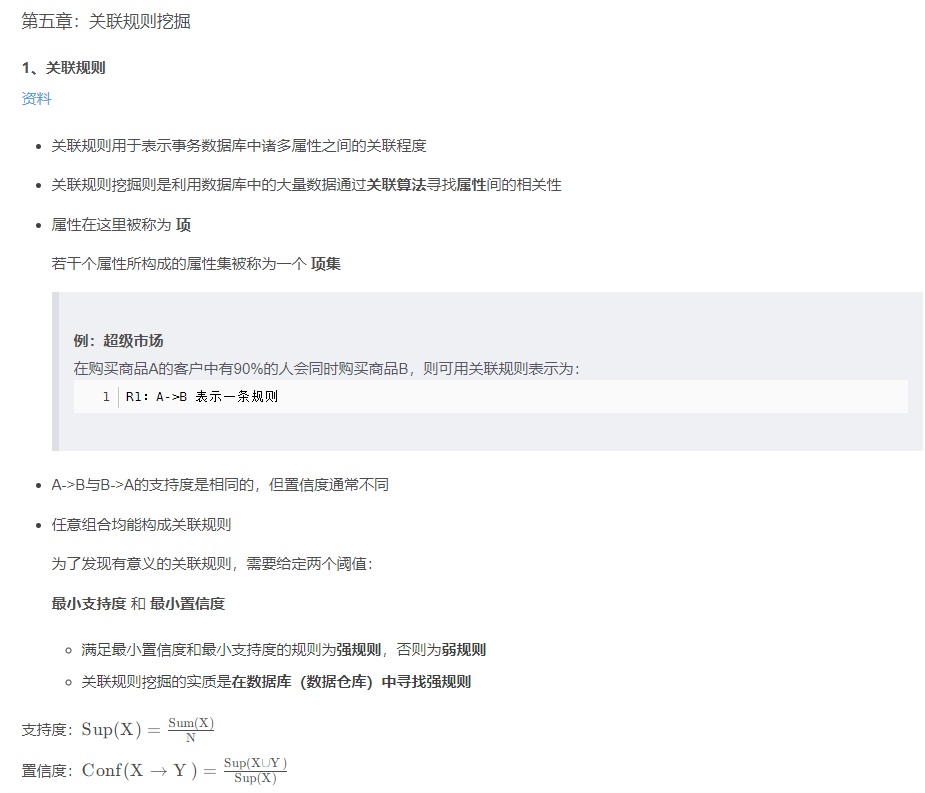 第五章：关联规则挖掘
1、关联规则
资料
关联规则用于表示事务数据库中诸多属性之间的关联程度
关联规则挖掘则是利用数据库中的大量数据通过关联算法寻找属性间的相关性
属性在这里被称为 项
若干个属性所构成的属性集被称为一个 项集
例：超级市场
在购买商品A的客户中有90%的人会同时购买商品B，则可用关联规则表示为：
1 R1：A->B 表示一条规则
A->B与B->A的支持度是相同的，但置信度通常不同
任意组合均能构成关联规则
为了发现有意义的关联规则，需要给定两个阈值：
最小支持度 和 最小置信度
满足最小置信度和最小支持度的规则为强规则，否则为弱规则
关联规则挖掘的实质是在数据库（数据仓库）中寻找强规则
支持度：Sup(X) = Sum(X)/N
置信度：Conf(X → Y) = Sup(X∪Y)/Sup(X)